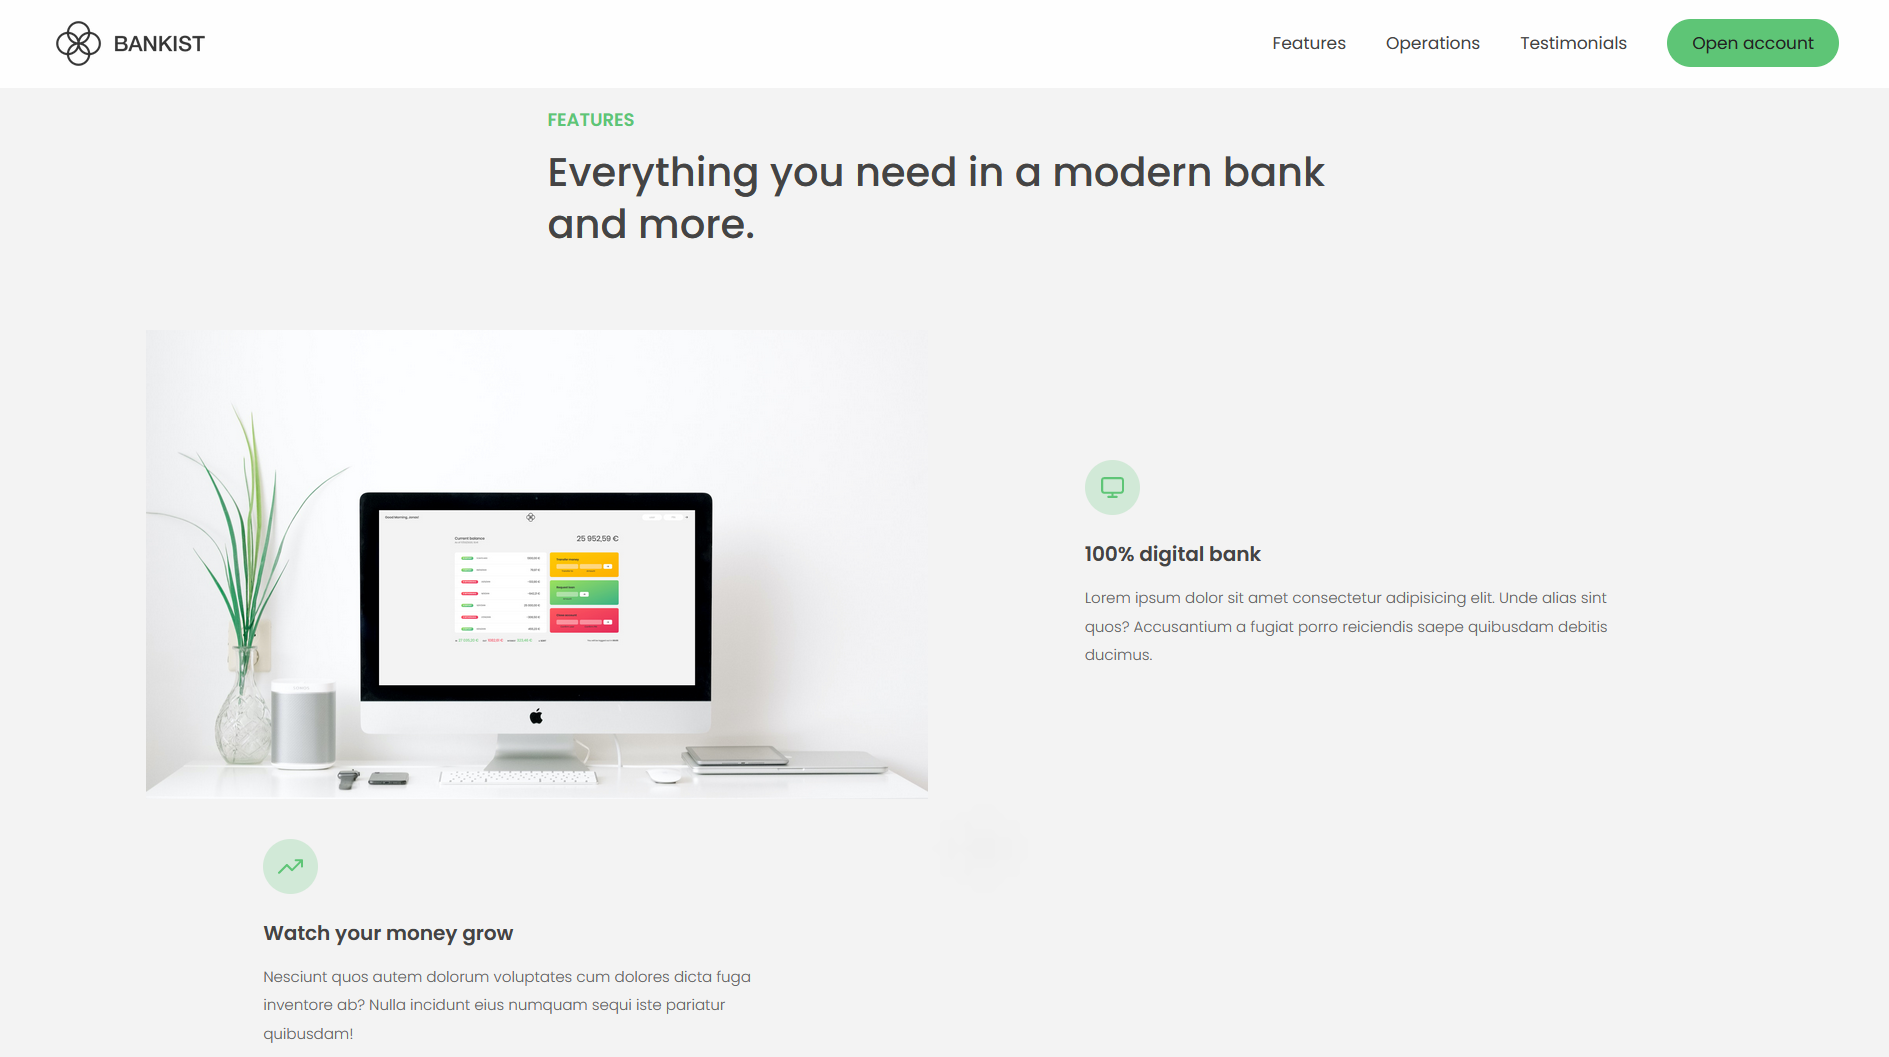 BANKIST
Features
Operations
Testimonials
Open account
FEATURES
Everything you need in a modern bank
and more.
Current balance
25 952,59 €
100% digital bank
Lorem ipsum dolor sit amet consectetur adipisicing elit. Unde alias sint
quos? Accusantium a fugiat porro reiciendis saepe quibusdam debitis
ducimus.
Watch your money grow
Nesciunt quos autem dolorum voluptates cum dolores dicta fuga
inventore ab? Nulla incidunt eius numquam sequi iste pariatur
quibusdam!